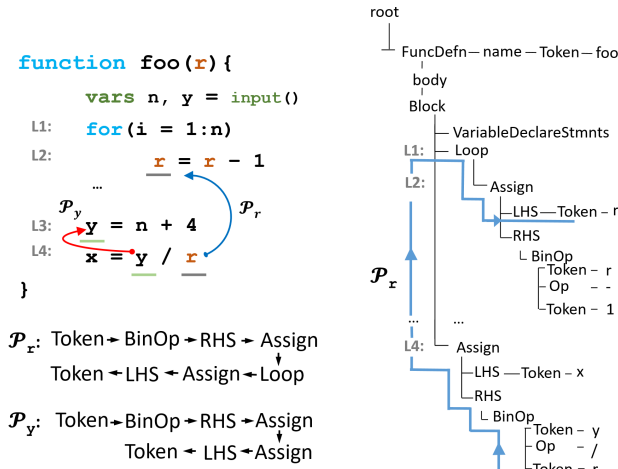 function foo(r){
vars n, y = input()
L1: for(i = 1:n)
L2: r = r - 1
…
𝒫y 𝒫r
L3: y = n + 4
L4: x = y / r
}
𝒫r: Token BinOp RHS Assign
Token LHS Assign Loop
𝒫y: Token BinOp RHS Assign
Token LHS Assign
root
FuncDefn name Token foo
body
Block
VariableDeclareStmnts
L1: Loop
L2:
Assign
LHS Token r
RHS
BinOp
Token - r
Op - -
Token - 1
𝒫r
… …
L4: Assign
LHS Token - x
RHS
BinOp
Token - y
Op - /
Token - r